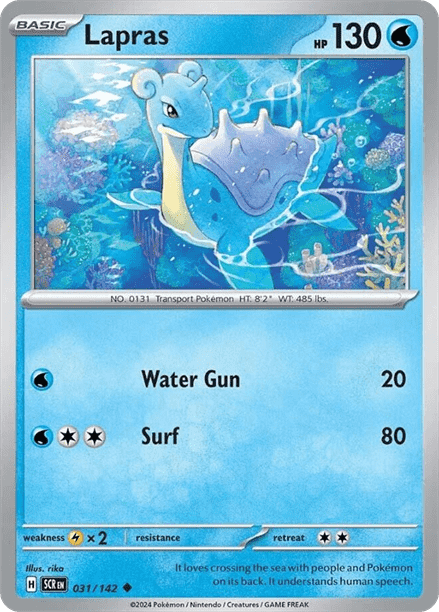 BASIC
Lapras
HP 130
NO. 0131 Transport Pokémon HT: 8'2" WT: 485 lbs.
Water Gun 20
Surf 80
weakness ×2 resistance retreat
Illus. rika
H SCR EN 031/142
It loves crossing the sea with people and Pokémon
on its back. It understands human speech.
©2024 Pokémon / Nintendo / Creatures / GAME FREAK